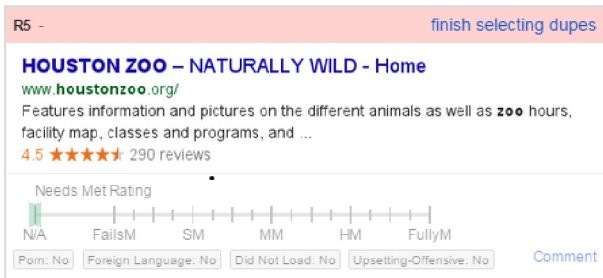 R5 - finish selecting dupes
HOUSTON ZOO – NATURALLY WILD - Home
www.houstonzoo.org/
Features information and pictures on the different animals as well as zoo hours,
facility map, classes and programs, and ...
4.5 ★★★★★ 290 reviews
Needs Met Rating
N/A FailsM SM MM HM FullyM
Porn: No Foreign Language: No Did Not Load: No Upsetting-Offensive: No Comment